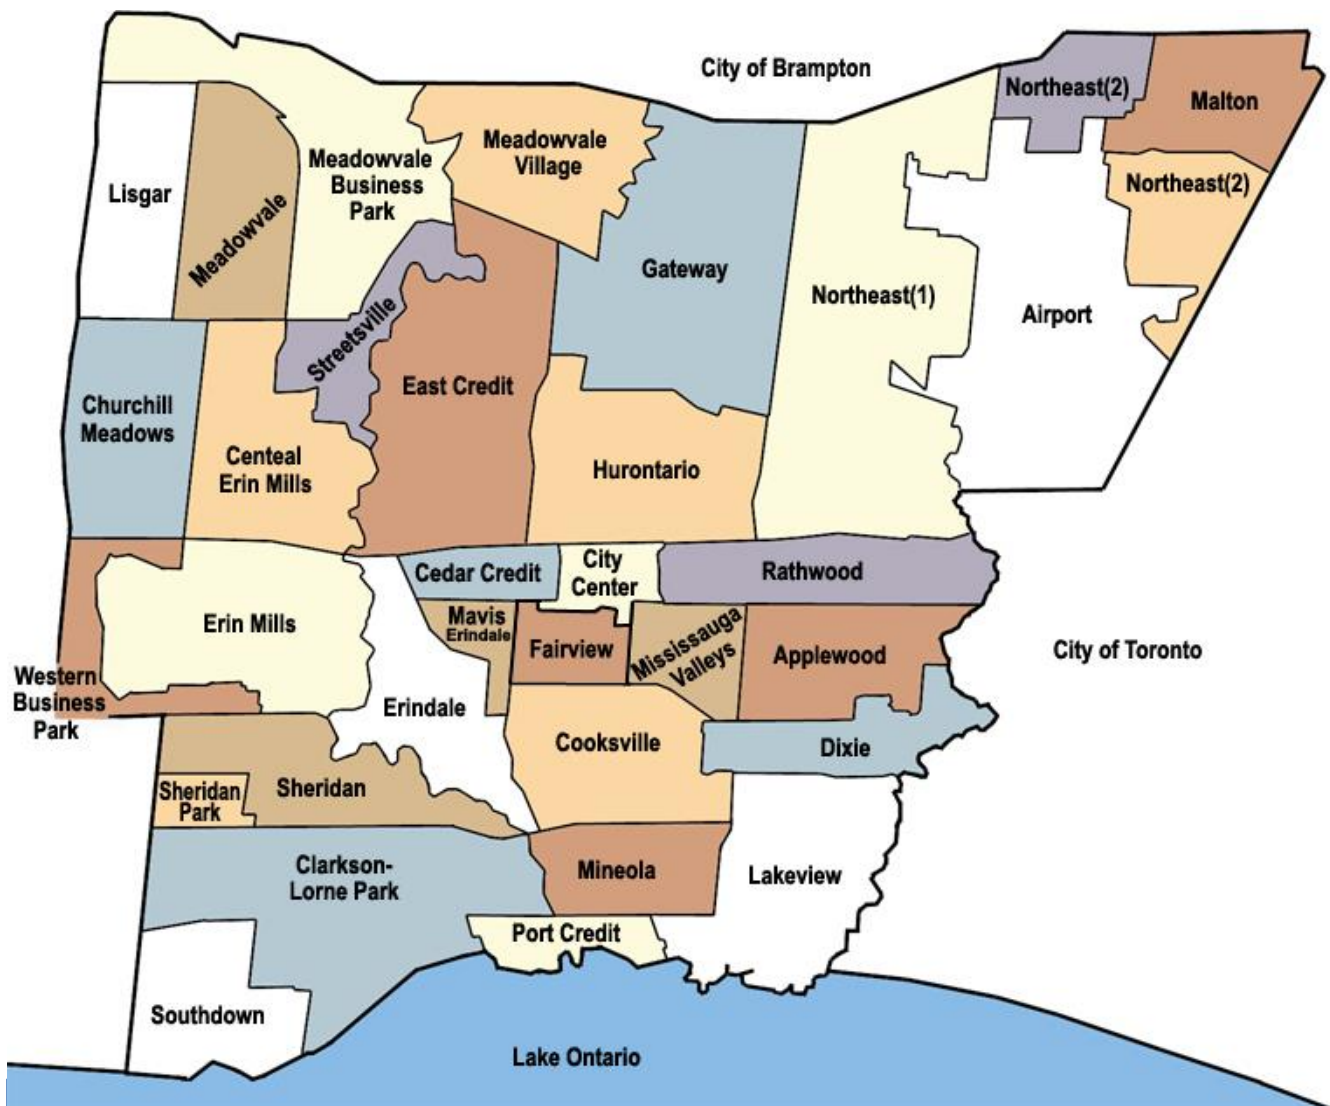 City of Brampton
Northeast(2)
Malton
Meadowvale
Village
Meadowvale
Business
Park
Lisgar
Meadowvale
Northeast(2)
Gateway
Northeast(1)
Airport
Streetsville
East Credit
Churchill
Meadows
Centeal
Erin Mills
Hurontario
Cedar Credit
City
Center
Rathwood
Erin Mills
Mavis
Erindale
Fairview
Mississauga
Valleys
Applewood
City of Toronto
Western
Business
Park
Erindale
Cooksville
Dixie
Sheridan
Park
Sheridan
Clarkson-
Lorne Park
Mineola
Lakeview
Port Credit
Southdown
Lake Ontario